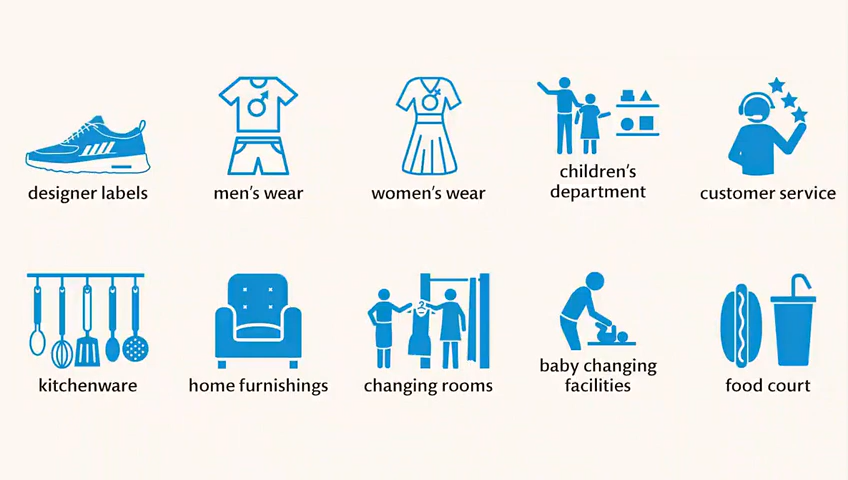 designer labels
men's wear
women's wear
children's
department
customer service
kitchenware
home furnishings
changing rooms
baby changing
facilities
food court